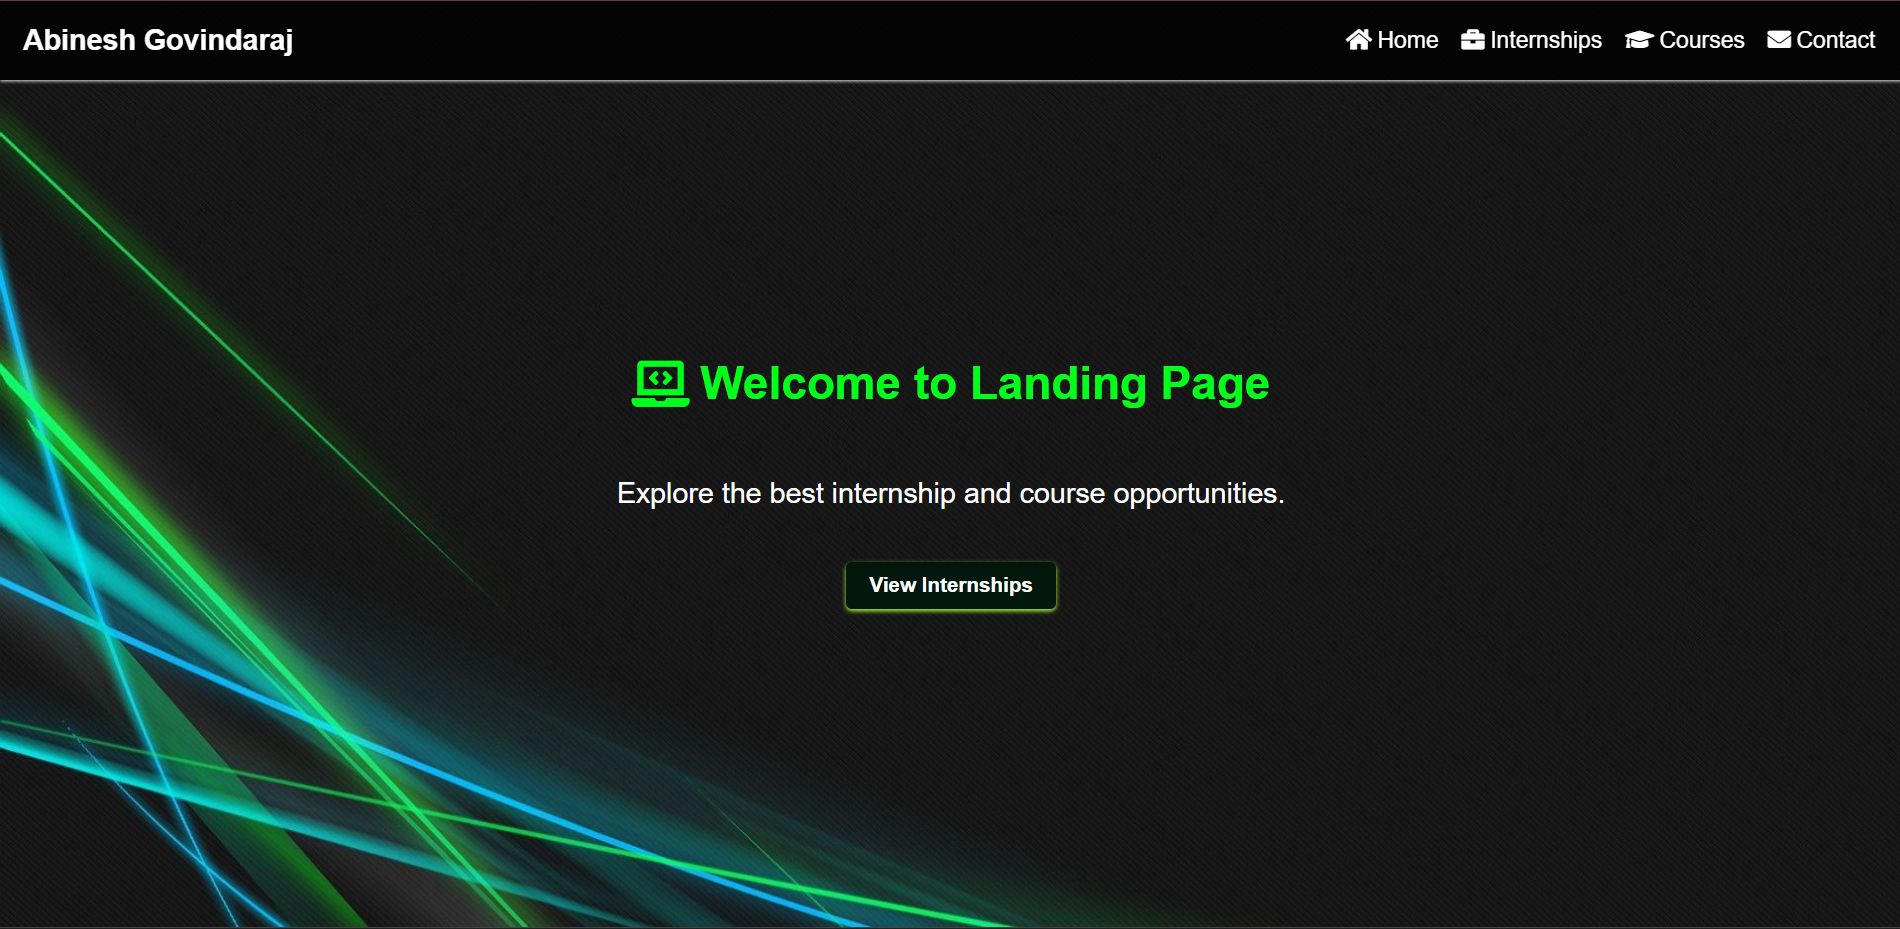 Abinesh Govindaraj
Home Internships Courses Contact
Welcome to Landing Page
Explore the best internship and course opportunities.
View Internships